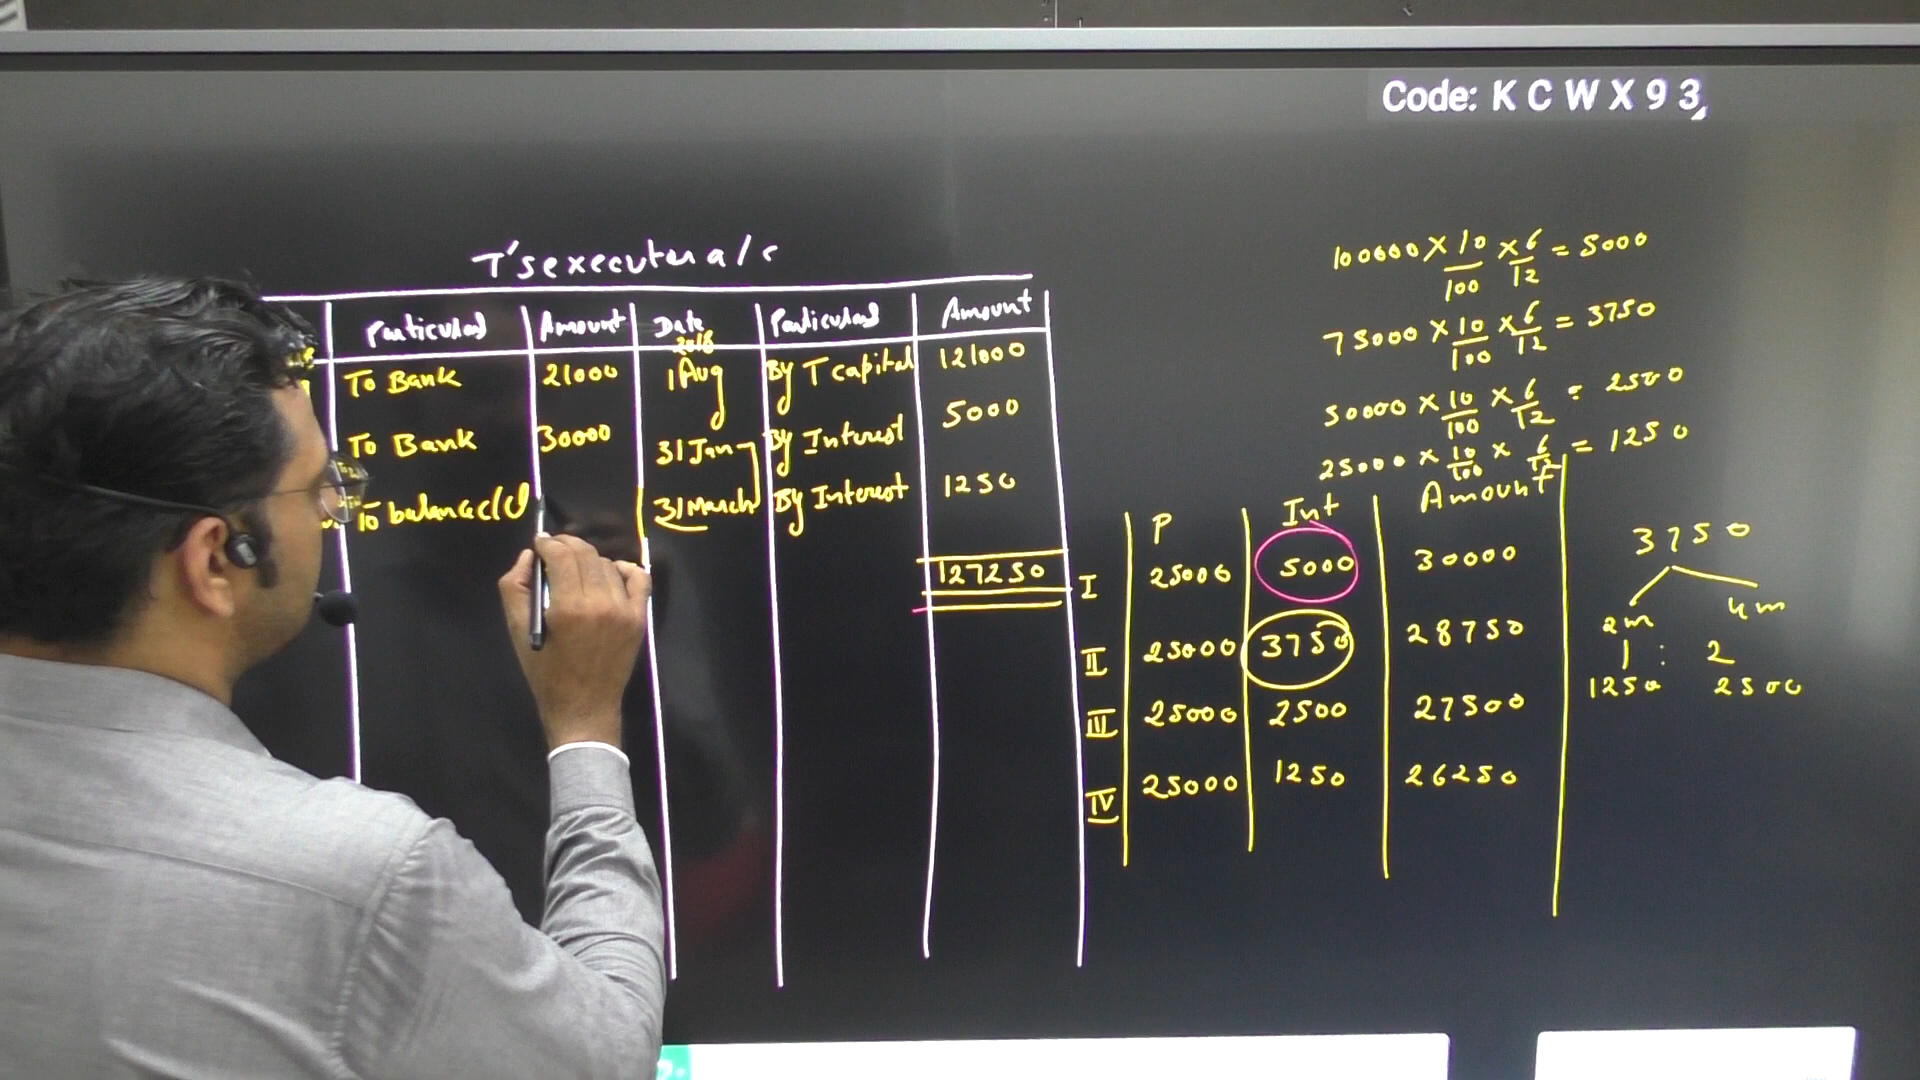 Code: K C W X 9 3
T's executer a/c
Particulars Amount Date Particulars Amount
2018
To Bank 21000 1 Aug By T capital 121000
To Bank 30000 31 Jan By Interest 5000
To balance c/d 31 March By Interest 1250
127250
100000 × 10/100 × 6/12 = 5000
75000 × 10/100 × 6/12 = 3750
50000 × 10/100 × 6/12 = 2500
25000 × 10/100 × 6/12 = 1250
P Int Amount
I 25000 5000 30000
II 25000 3750 28750
III 25000 2500 27500
IV 25000 1250 26250
3750
2m 4m
1 : 2
1250 2500